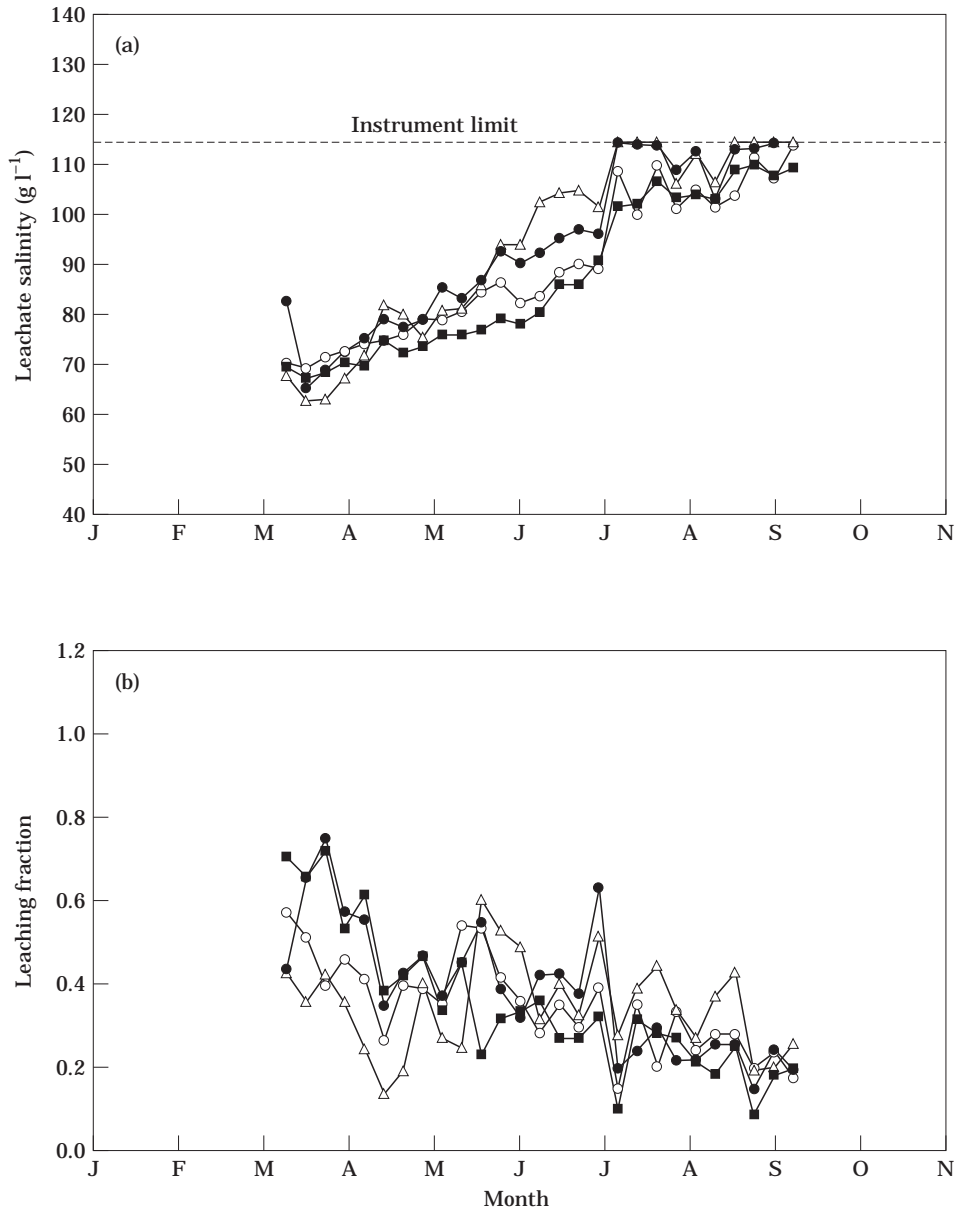 140
(a)
130
120
Instrument limit
110
100
90
80
70
60
50
40
Leachate salinity (g l⁻¹)
J F M A M J J A S O N
1.2
(b)
1.0
0.8
0.6
0.4
0.2
0.0
Leaching fraction
J F M A M J J A S O N
Month